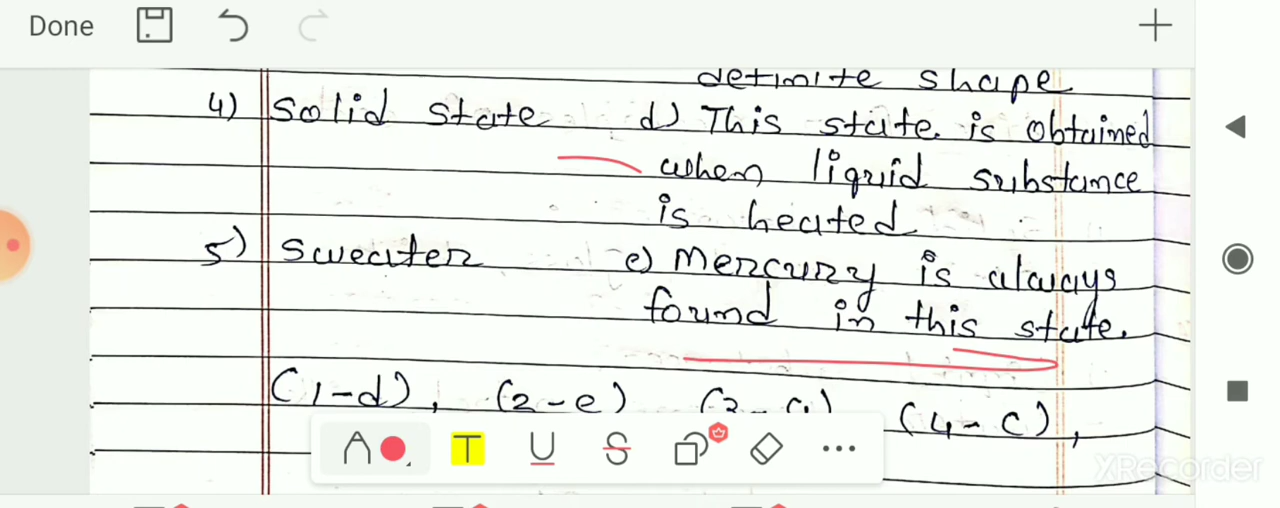 Done
definite shape
4) Solid state d) This state is obtained
when liquid substance
is heated
5) Sweater e) Mercury is always
found in this state.
(1-d), (2-e) (3-a) (4-c),
A T U S
XRecorder